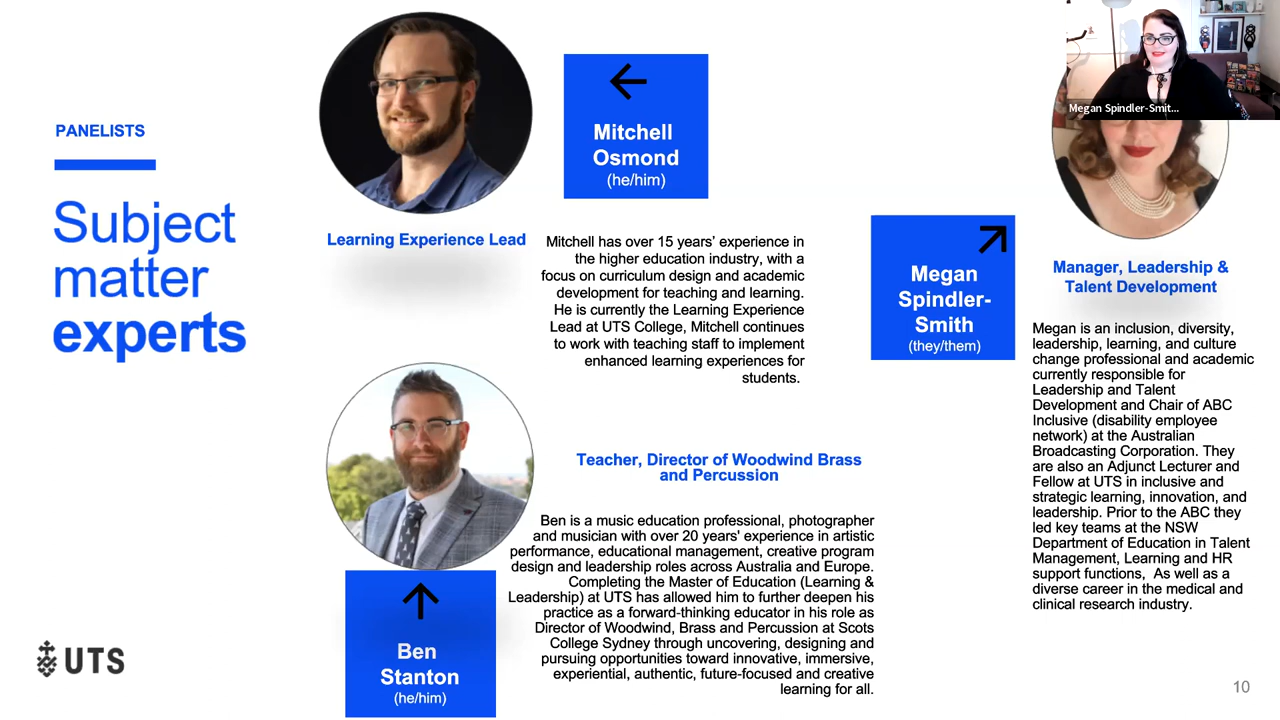 PANELISTS
Subject
matter
experts
Mitchell
Osmond
(he/him)
Learning Experience Lead
Mitchell has over 15 years’ experience in
the higher education industry, with a
focus on curriculum design and academic
development for teaching and learning.
He is currently the Learning Experience
Lead at UTS College, Mitchell continues
to work with teaching staff to implement
enhanced learning experiences for
students.
Ben
Stanton
(he/him)
Teacher, Director of Woodwind Brass
and Percussion
Ben is a music education professional, photographer
and musician with over 20 years' experience in artistic
performance, educational management, creative program
design and leadership roles across Australia and Europe.
Completing the Master of Education (Learning &
Leadership) at UTS has allowed him to further deepen his
practice as a forward-thinking educator in his role as
Director of Woodwind, Brass and Percussion at Scots
College Sydney through uncovering, designing and
pursuing opportunities toward innovative, immersive,
experiential, authentic, future-focused and creative
learning for all.
Megan Spindler-Smit...
Megan
Spindler-
Smith
(they/them)
Manager, Leadership &
Talent Development
Megan is an inclusion, diversity,
leadership, learning, and culture
change professional and academic
currently responsible for
Leadership and Talent
Development and Chair of ABC
Inclusive (disability employee
network) at the Australian
Broadcasting Corporation. They
are also an Adjunct Lecturer and
Fellow at UTS in inclusive and
strategic learning, innovation, and
leadership. Prior to the ABC they
led key teams at the NSW
Department of Education in Talent
Management, Learning and HR
support functions, As well as a
diverse career in the medical and
clinical research industry.
UTS
10